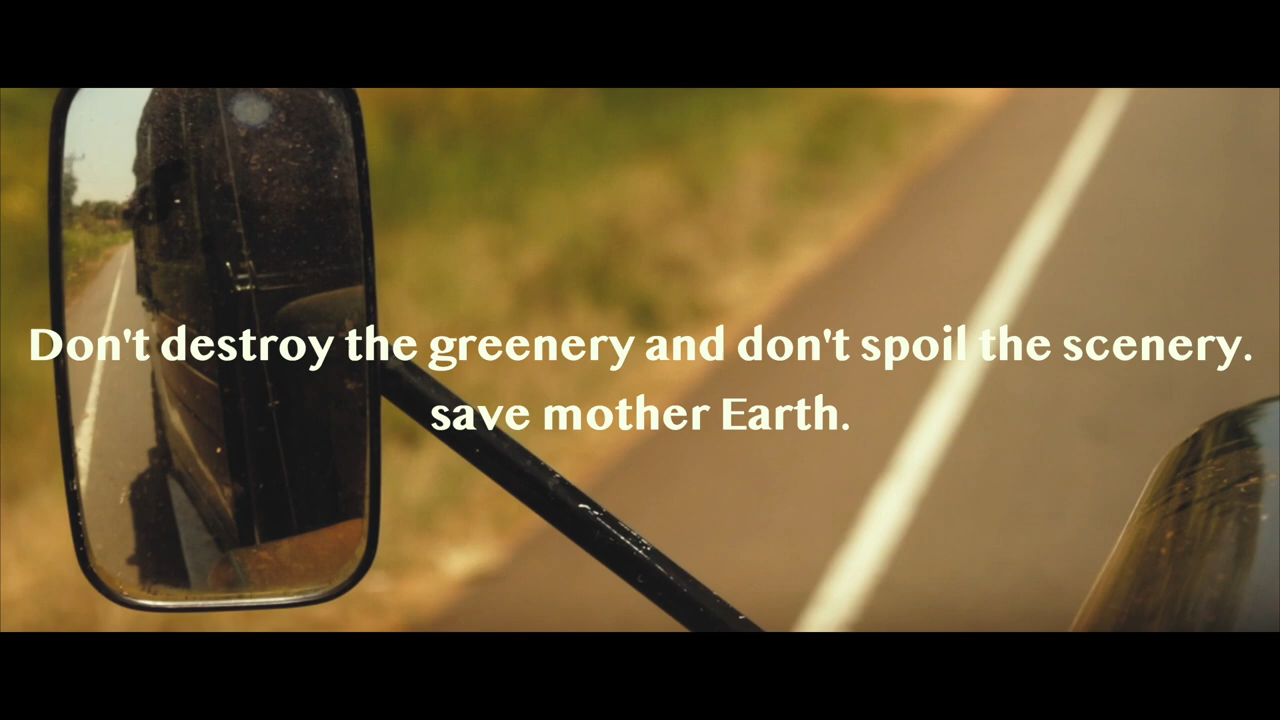 Don't destroy the greenery and don't spoil the scenery.
save mother Earth.